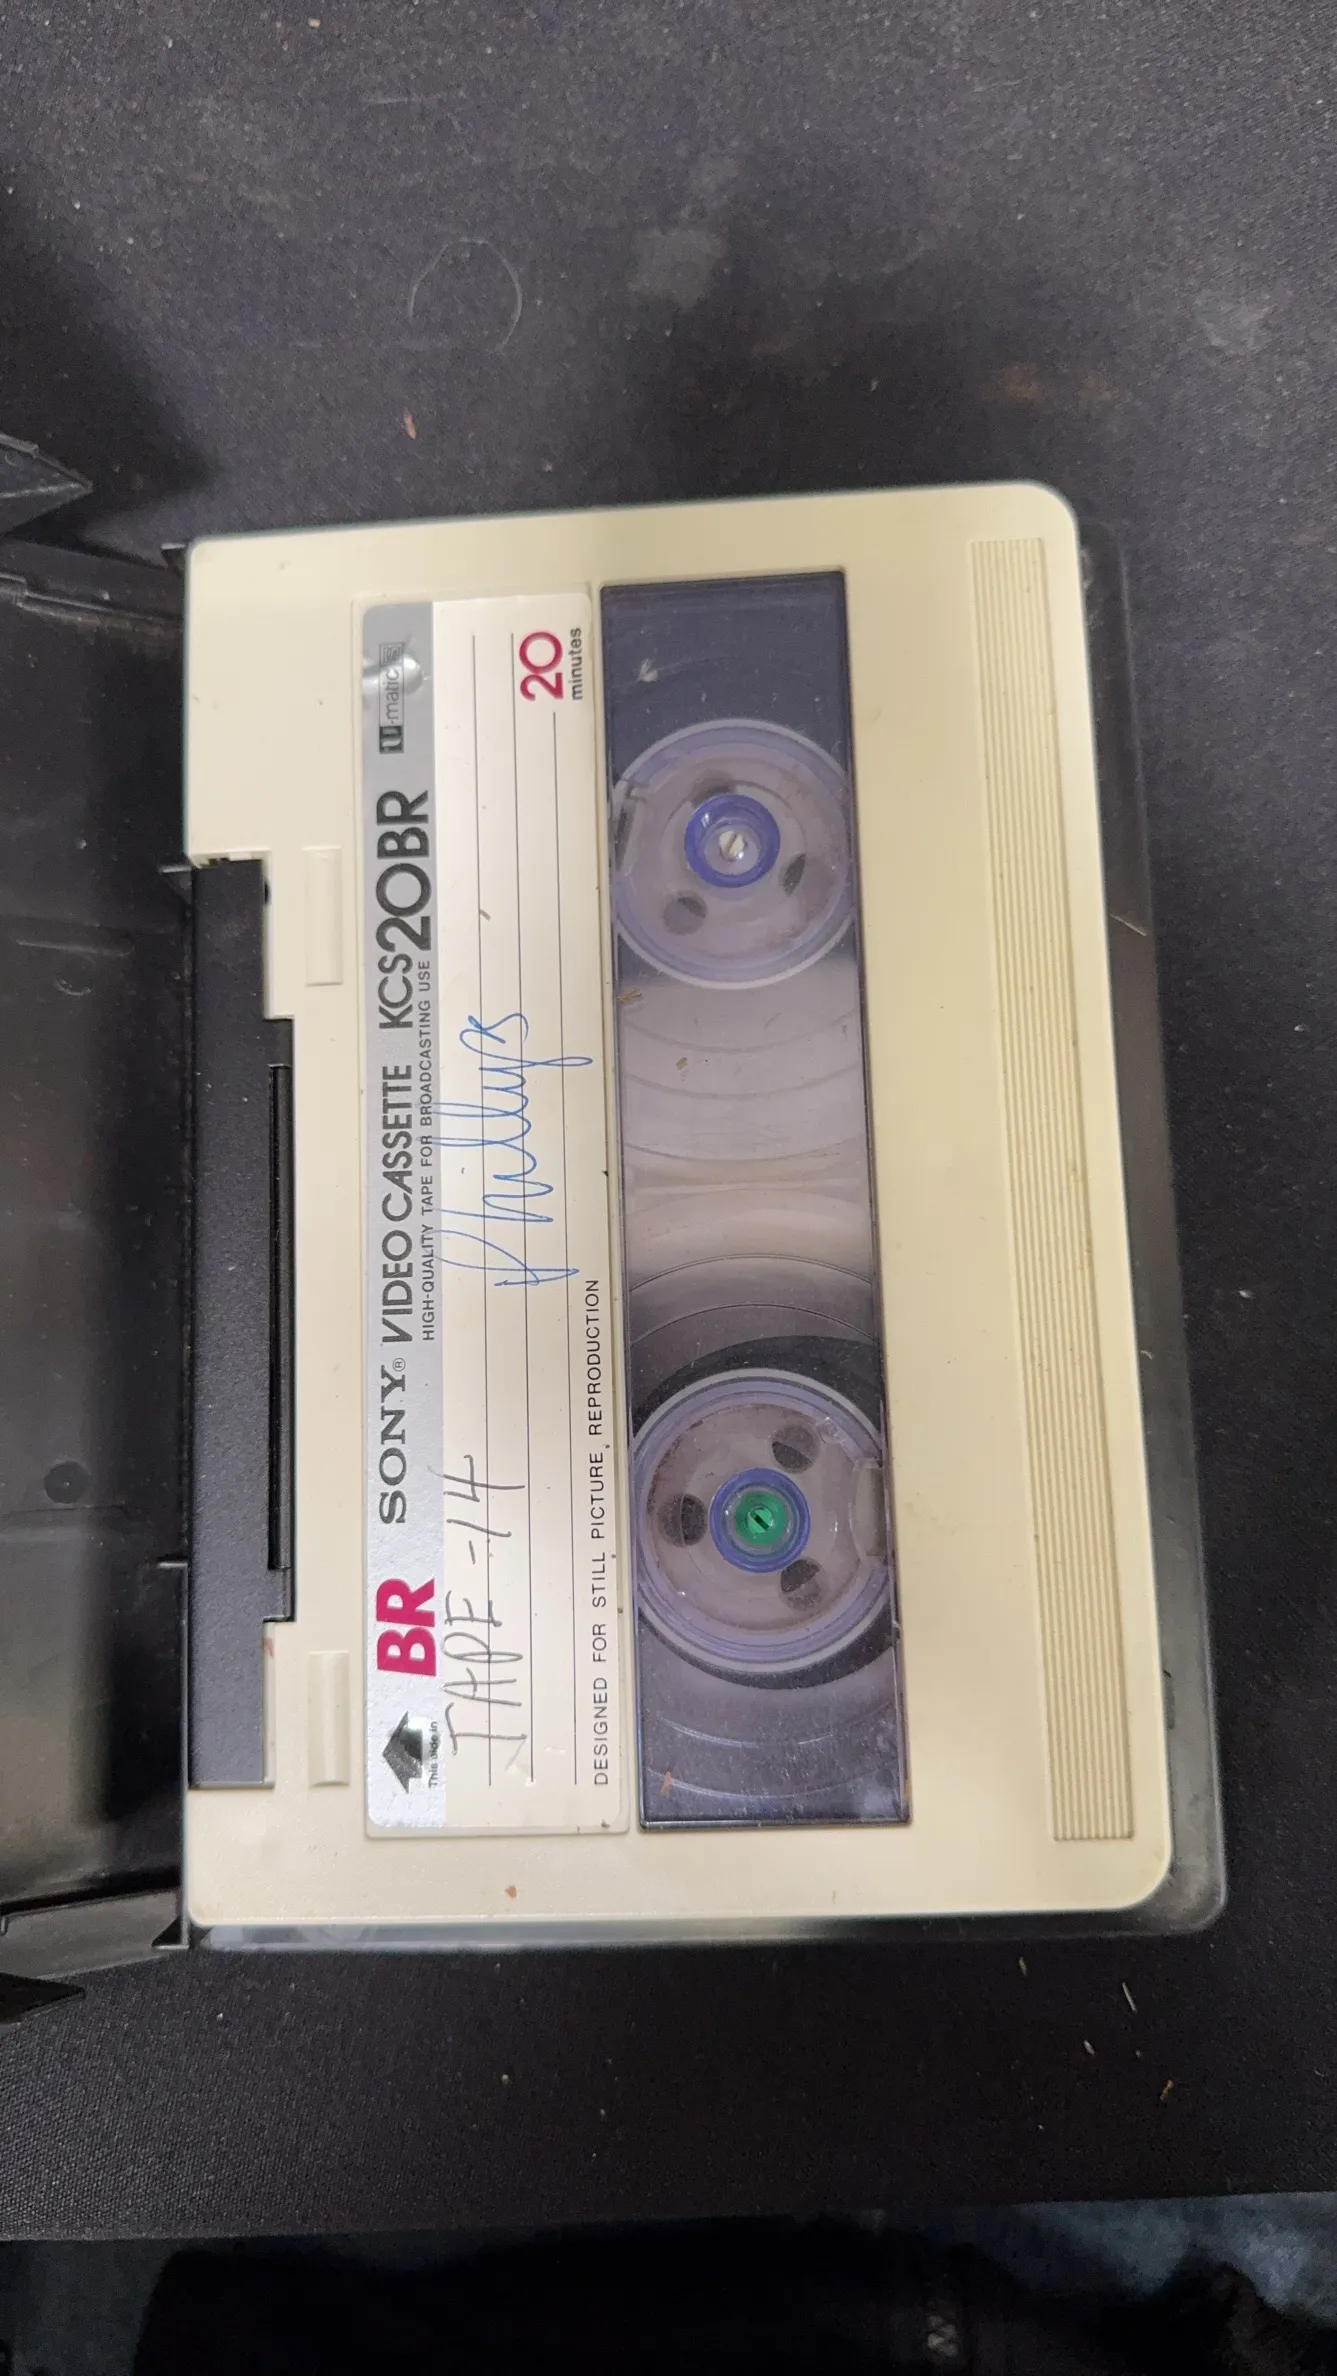 BR SONY® VIDEO CASSETTE KCS20BR U-matic S
This side in
HIGH-QUALITY TAPE FOR BROADCASTING USE
TAPE-14
Phillips
20
minutes
DESIGNED FOR STILL PICTURE REPRODUCTION